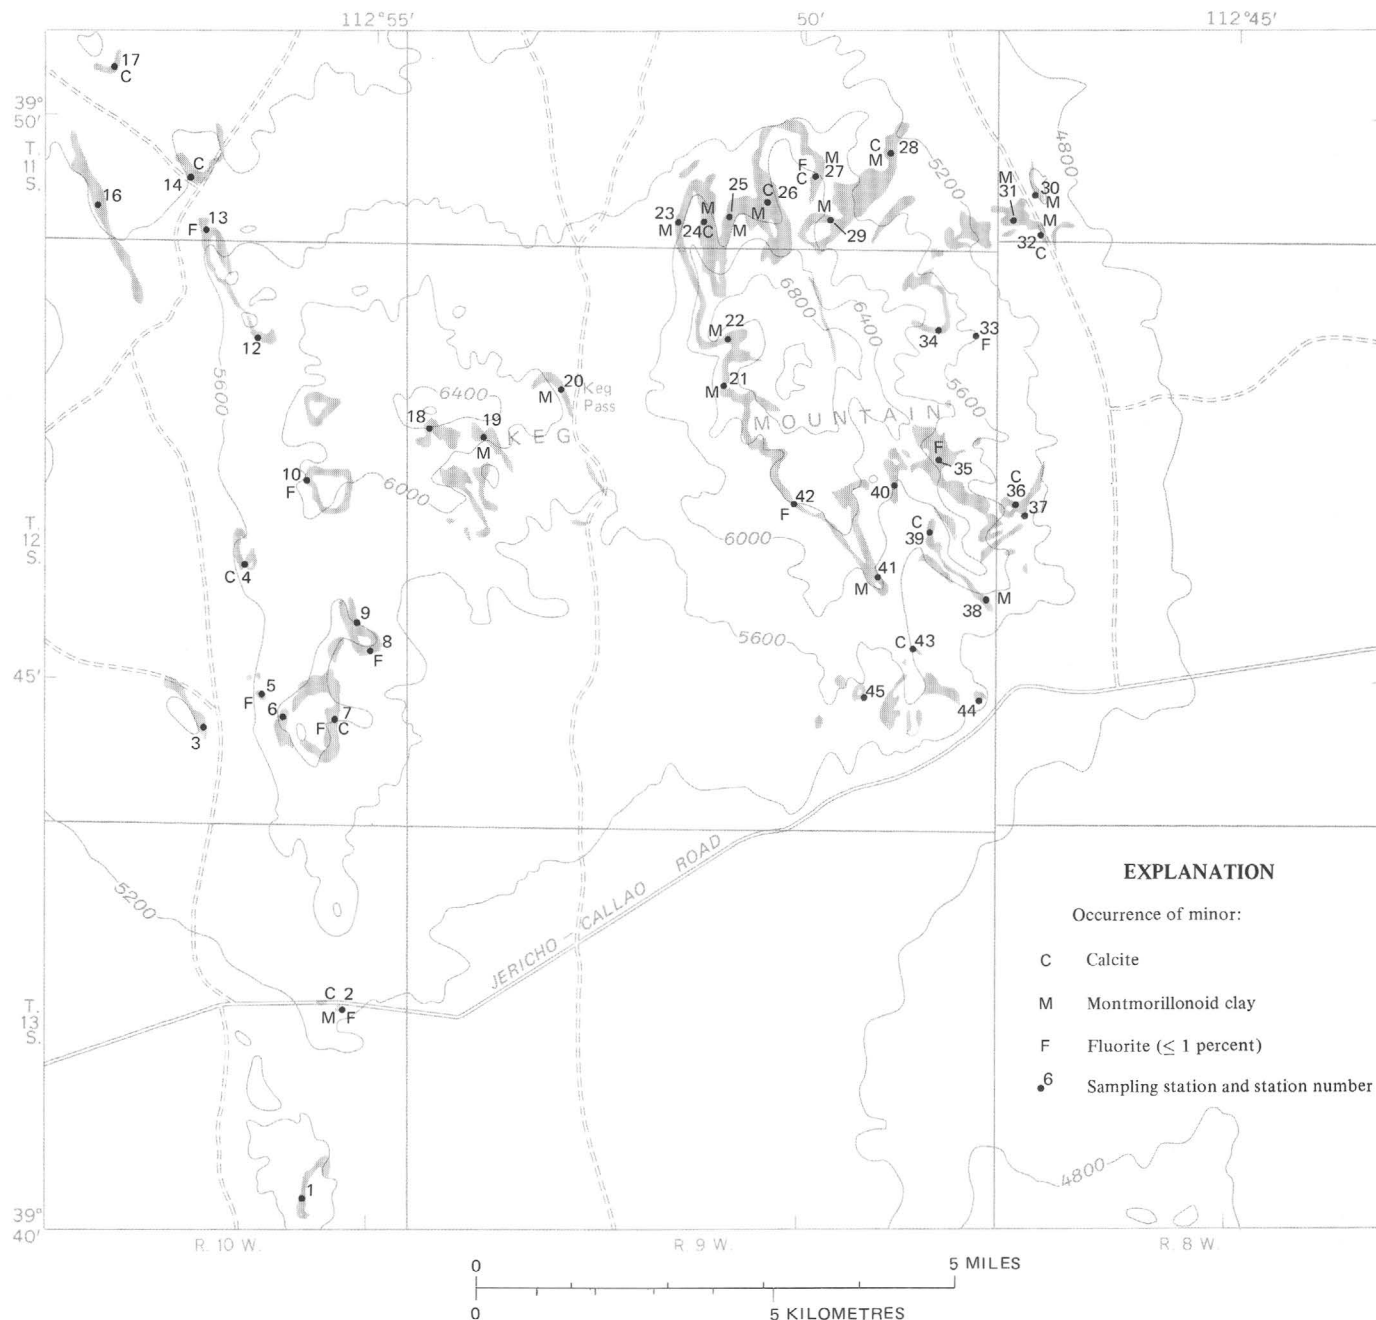 112°55' 50' 112°45'
17
C
39°
50'
T.
11
S.
C
14
16
13
F
12
C
M
28
M
F
27
C
M
29
25
C
26
M
23
M
M
24
C
M
5200
4800
M
31
30
M
M
32
C
6800
6400
22
21
M
34
33
F
5600
5600
6400
20
M
Keg
Pass
18
19
M
KEG
MOUNTAIN
10
F
6000
F
35
C
36
37
40
42
F
C
39
6000
T.
12
S.
C 4
41
M
38
M
9
8
F
5600
C 43
45'
5
F
6
7
F C
3
45
44
JERICHO – CALLAO ROAD
5200
C 2
M F
T.
13
S.
EXPLANATION
Occurrence of minor:
C Calcite
M Montmorillonoid clay
F Fluorite (≤ 1 percent)
6 Sampling station and station number
1
4800
39°
40'
R. 10 W. R. 9 W. R. 8 W.
0 5 MILES
0 5 KILOMETRES